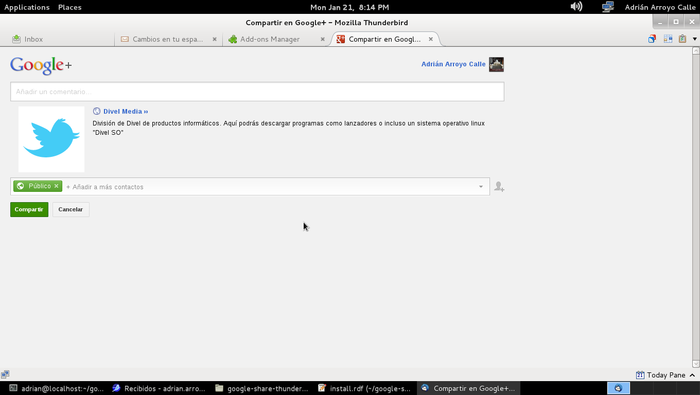 Applications Places Mon Jan 21, 8:14 PM Adrián Arroyo Calle
Compartir en Google+ – Mozilla Thunderbird
Inbox Cambios en tu espa... Add-ons Manager Compartir en Googl...
Google+ Adrián Arroyo Calle
Añadir un comentario...
Divel Media »
División de Divel de productos informáticos. Aquí podrás descargar programas como lanzadores o incluso un sistema operativo linux
"Divel SO"
Público + Añadir a más contactos
Compartir Cancelar
Today Pane
adrian@localhost:~/go... Recibidos – adrian.arro... google-share-thunder... install.rdf (~/google-s... Compartir en Google+...